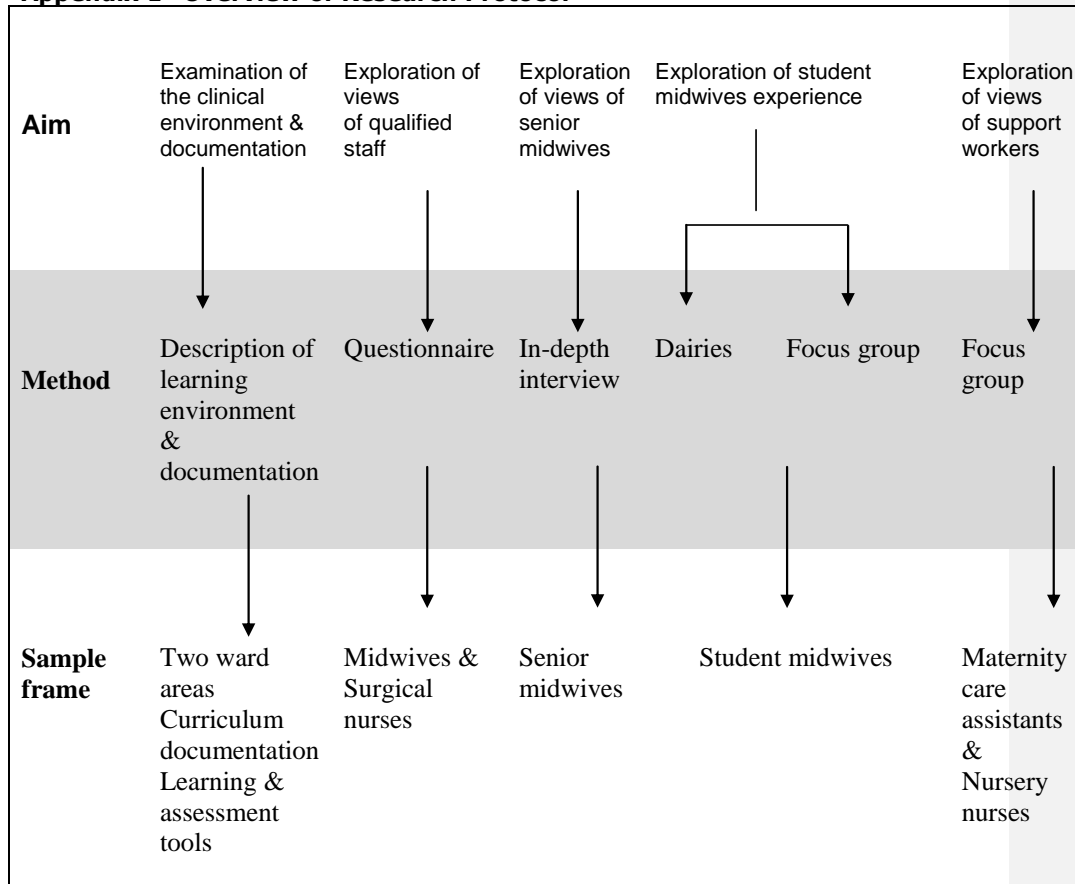 Appendix Overview of Research Protocol
Aim
Examination of
the clinical
environment &
documentation
Exploration of
views
of qualified
staff
Exploration
of views of
senior
midwives
Exploration of student
midwives experience
Exploration
of views
of support
workers
Method
Description of
learning
environment
&
documentation
Questionnaire
In-depth
interview
Dairies
Focus group
Focus
group
Sample
frame
Two ward
areas
Curriculum
documentation
Learning &
assessment
tools
Midwives &
Surgical
nurses
Senior
midwives
Student midwives
Maternity
care
assistants
&
Nursery
nurses